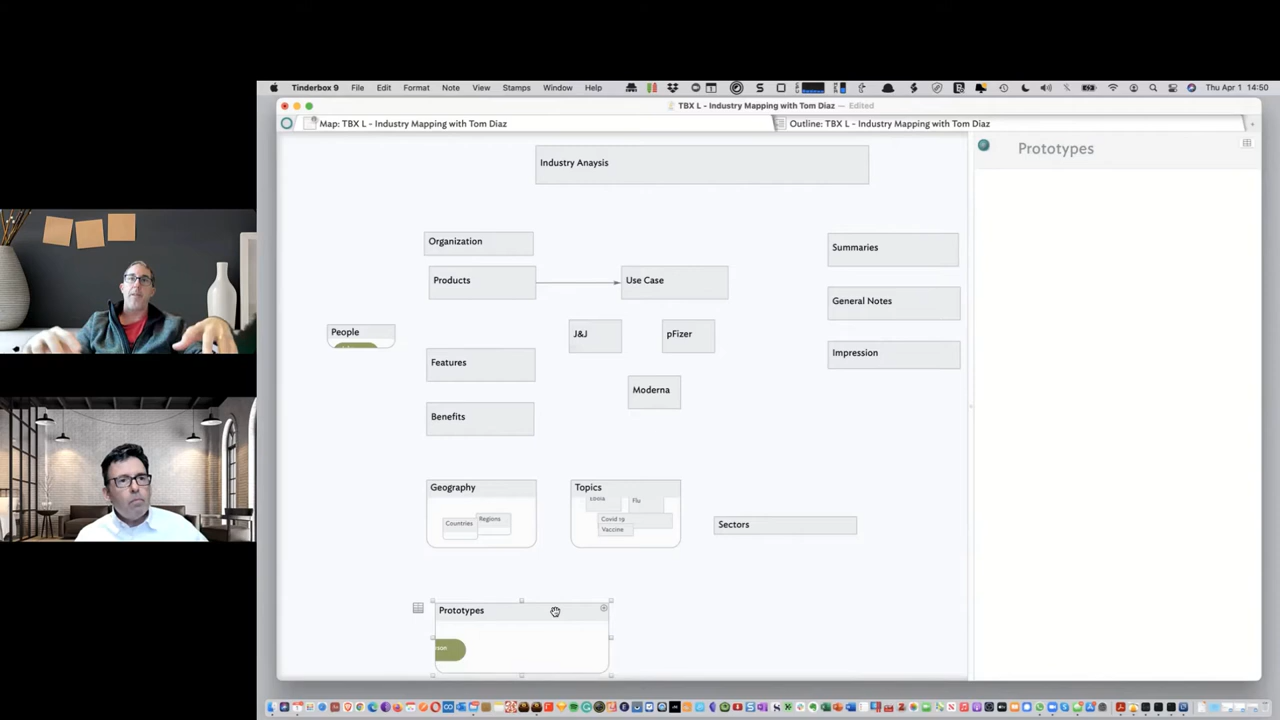 Tinderbox 9 File Edit Format Note View Stamps Window Help Thu Apr 1 14:50
TBX L - Industry Mapping with Tom Diaz — Edited
Map: TBX L - Industry Mapping with Tom Diaz
Outline: TBX L - Industry Mapping with Tom Diaz
Prototypes
Industry Anaysis
Organization
Products
Use Case
Summaries
General Notes
Impression
People
J&J
pFizer
Moderna
Features
Benefits
Geography
Countries
Regions
Topics
Flu
Covid 19
Vaccine
Sectors
Prototypes